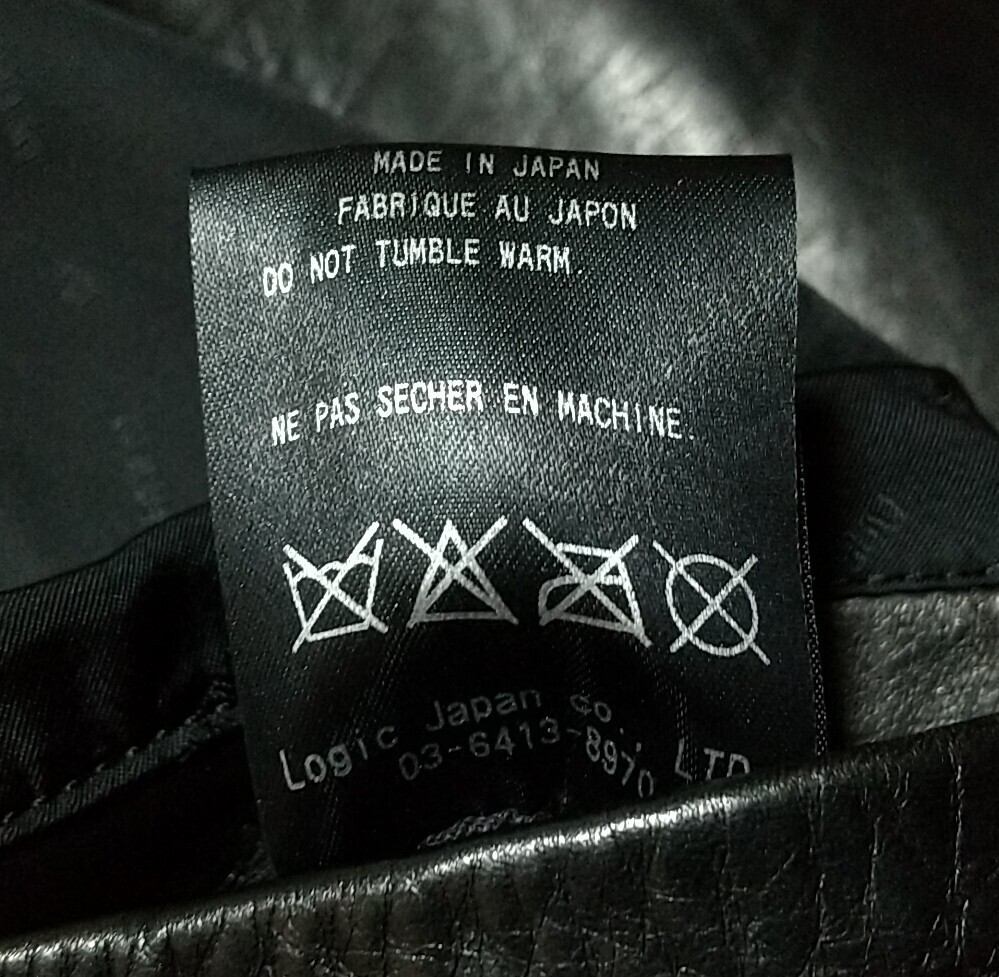 MADE IN JAPAN
FABRIQUE AU JAPON
DO NOT TUMBLE WARM.
NE PAS SECHER EN MACHINE.
Logic Japan Co., LTD
03-6413-8970